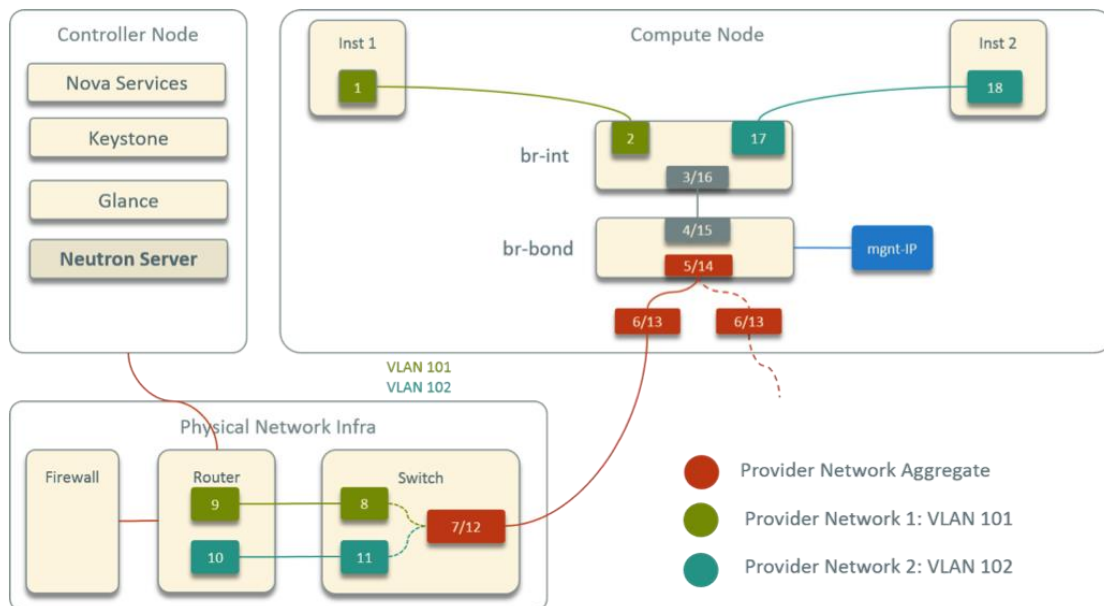 Controller Node
Nova Services
Keystone
Glance
Neutron Server
Compute Node
Inst 1
1
Inst 2
18
br-int
2
17
3/16
br-bond
4/15
5/14
mgnt-IP
6/13
6/13
VLAN 101
VLAN 102
Physical Network Infra
Firewall
Router
9
10
Switch
8
11
7/12
Provider Network Aggregate
Provider Network 1: VLAN 101
Provider Network 2: VLAN 102